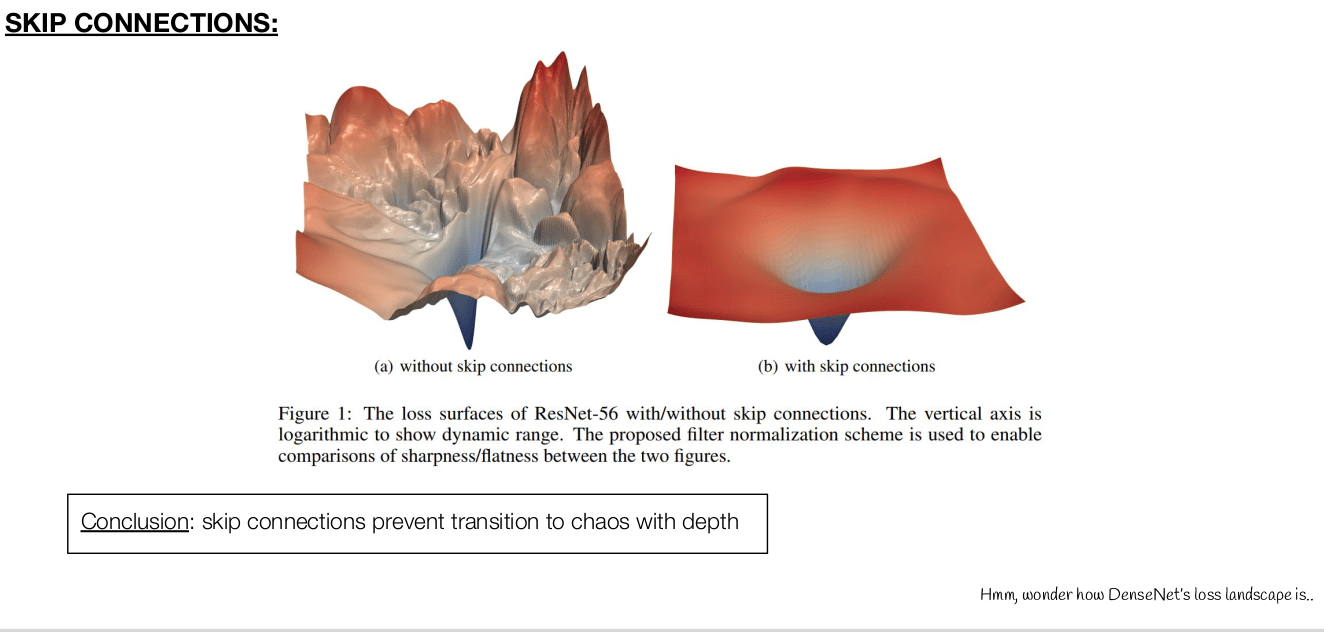 SKIP CONNECTIONS:
(a) without skip connections
(b) with skip connections
Figure 1: The loss surfaces of ResNet-56 with/without skip connections. The vertical axis is
logarithmic to show dynamic range. The proposed filter normalization scheme is used to enable
comparisons of sharpness/flatness between the two figures.
Conclusion: skip connections prevent transition to chaos with depth
Hmm, wonder how DenseNet's loss landscape is..